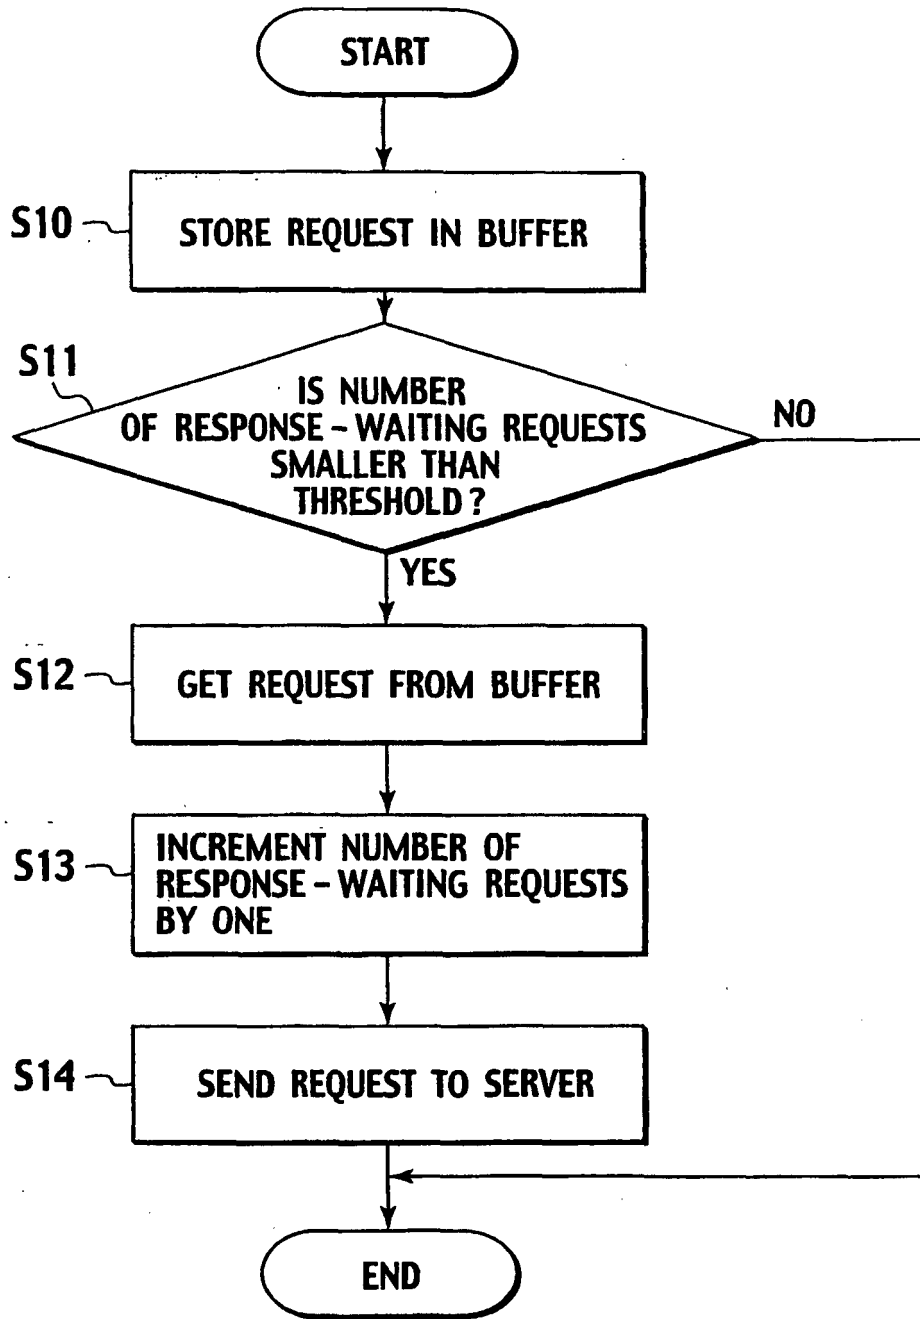 START
S10
STORE REQUEST IN BUFFER
S11
IS NUMBER
OF RESPONSE-WAITING REQUESTS
SMALLER THAN
THRESHOLD?
NO
YES
S12
GET REQUEST FROM BUFFER
S13
INCREMENT NUMBER OF
RESPONSE-WAITING REQUESTS
BY ONE
S14
SEND REQUEST TO SERVER
END